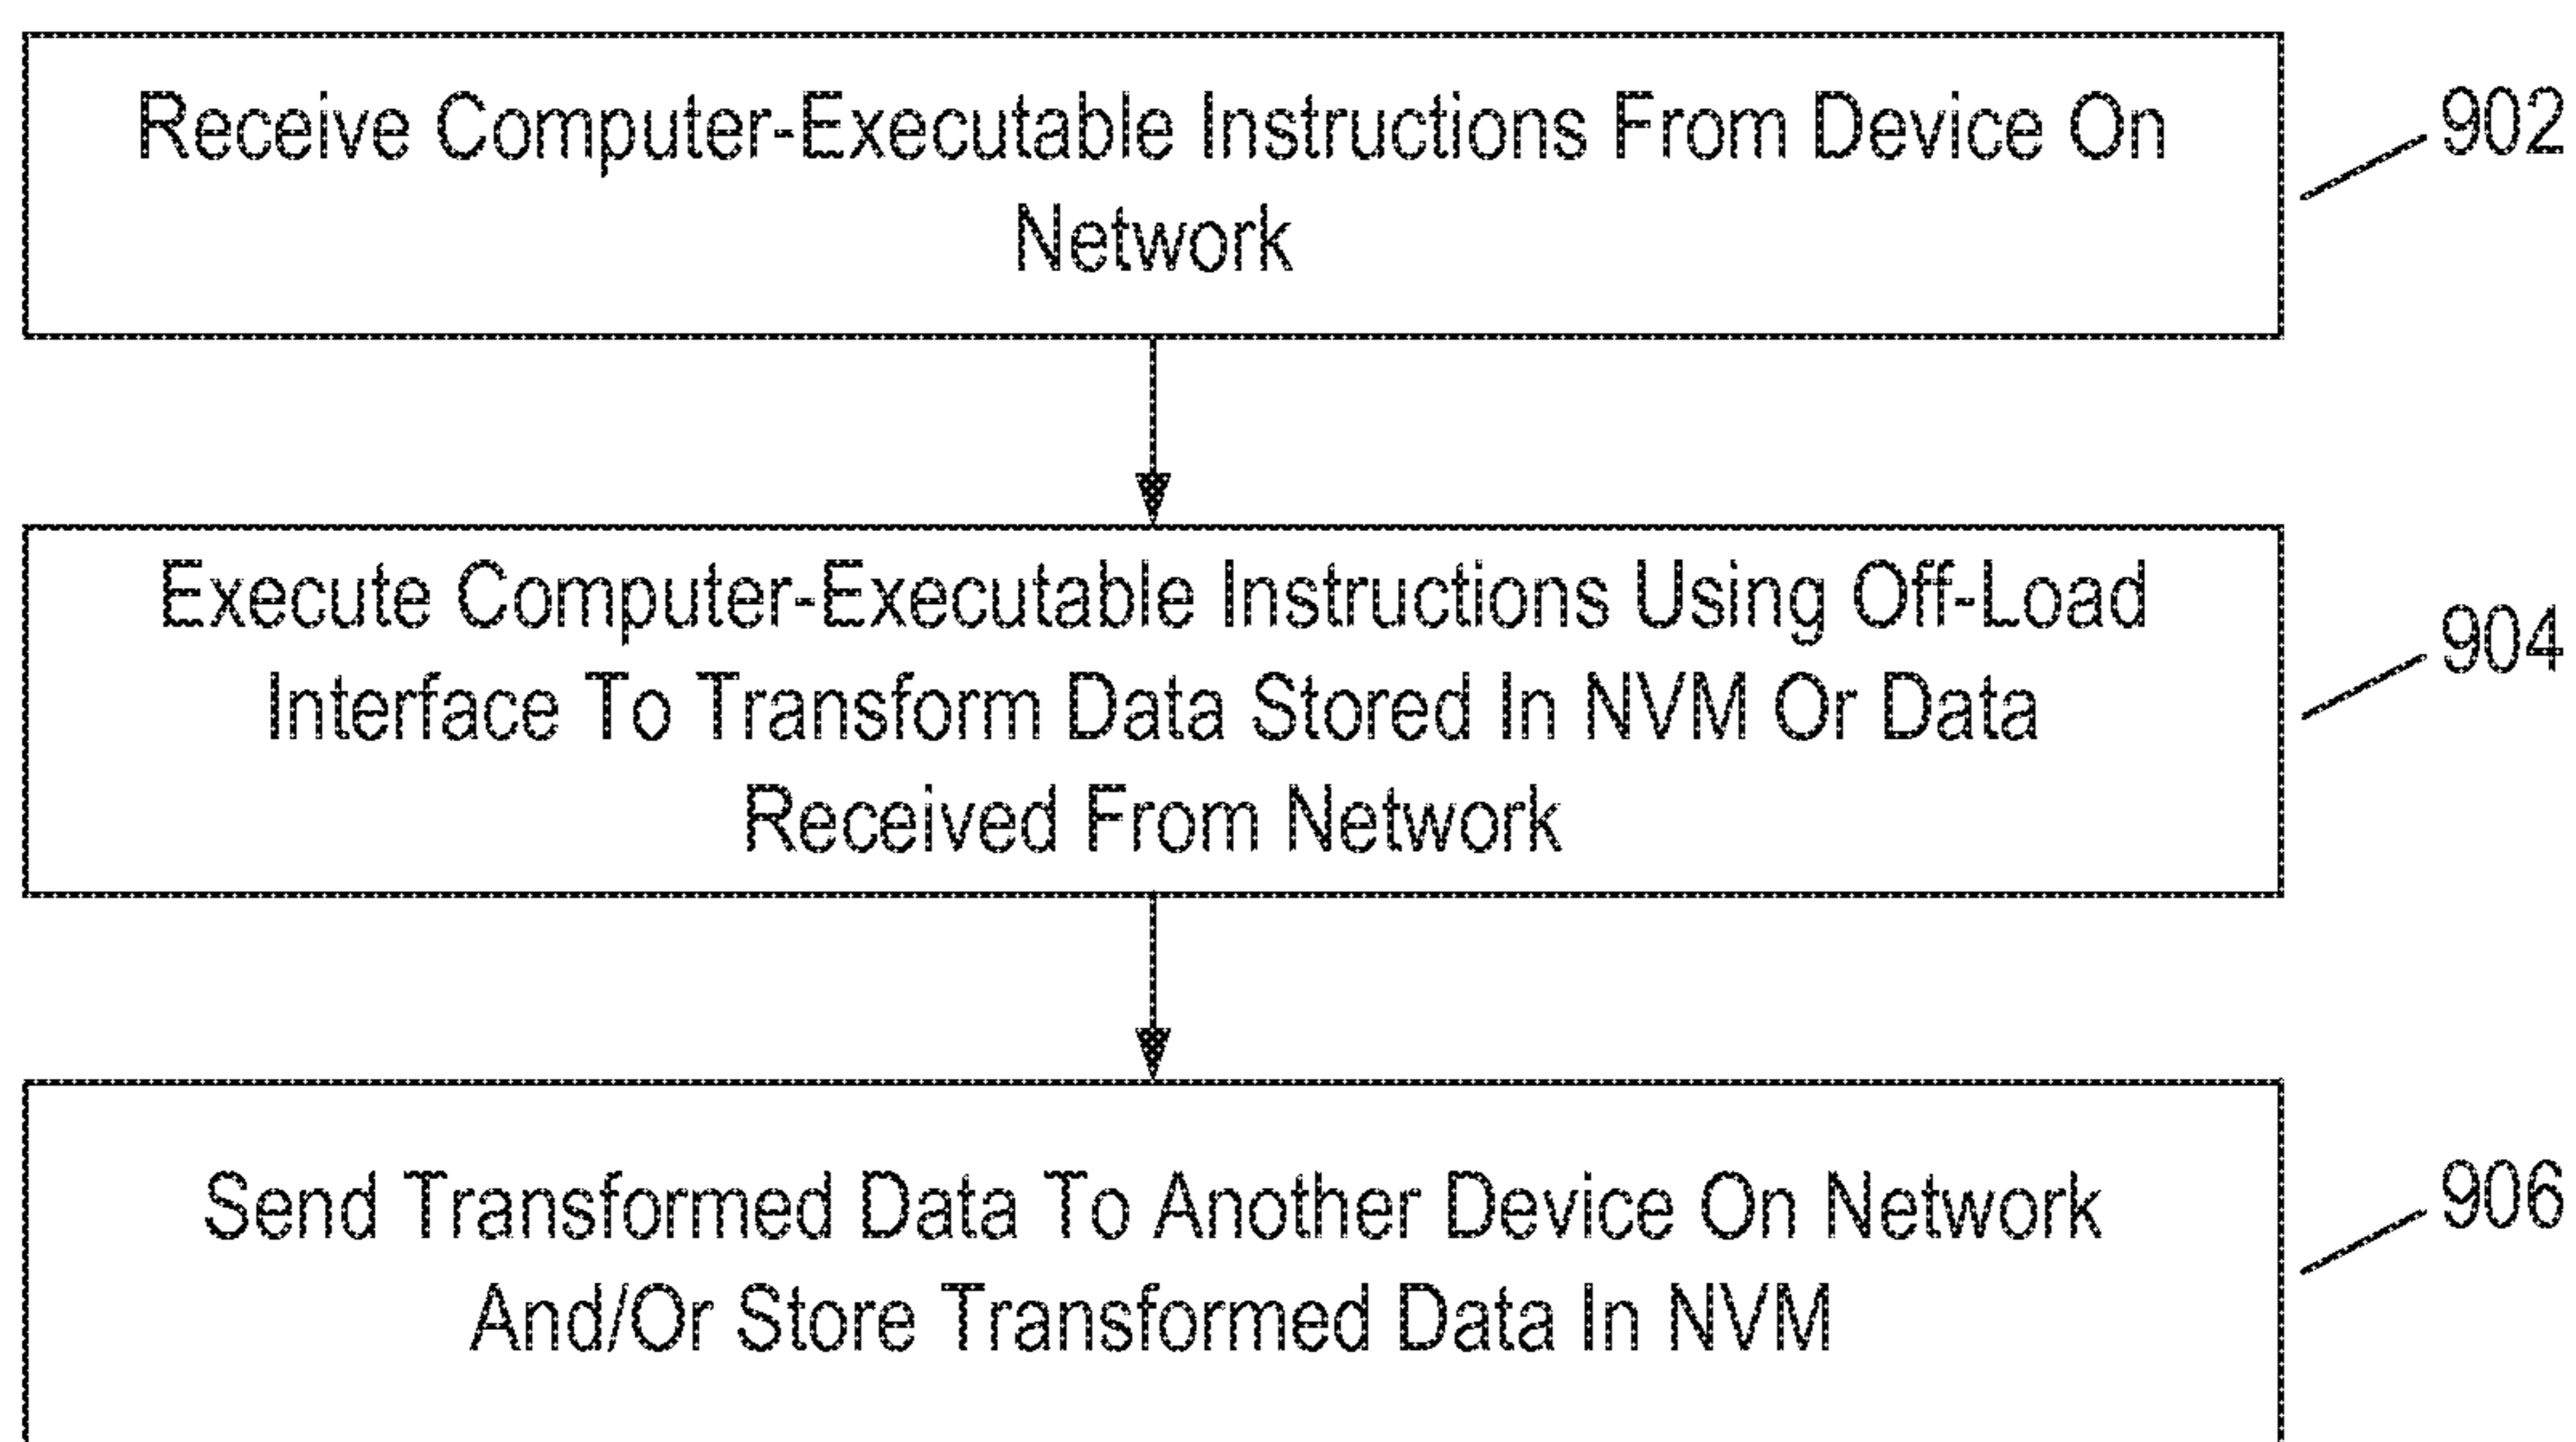 Receive Computer-Executable Instructions From Device On
Network
902
Execute Computer-Executable Instructions Using Off-Load
Interface To Transform Data Stored In NVM Or Data
Received From Network
904
Send Transformed Data To Another Device On Network
And/Or Store Transformed Data In NVM
906